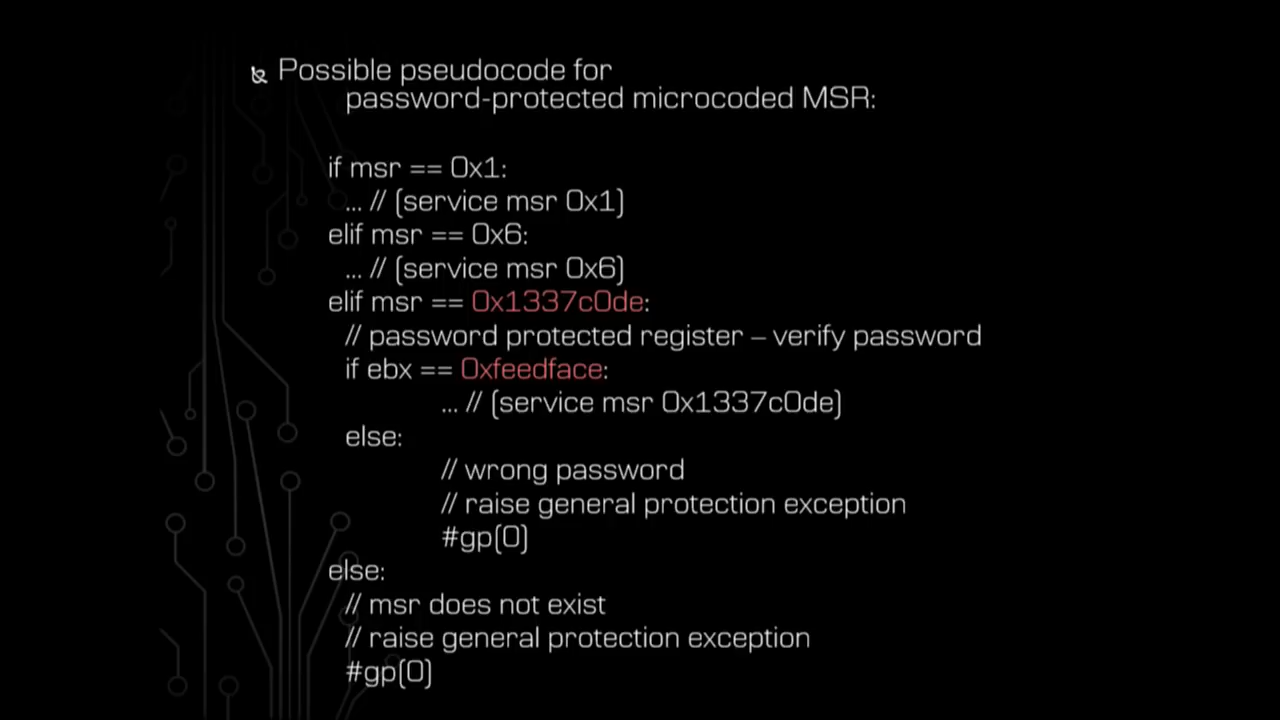 Possible pseudocode for
password-protected microcoded MSR:
if msr == 0x1:
... // (service msr 0x1)
elif msr == 0x6:
... // (service msr 0x6)
elif msr == 0x1337c0de:
// password protected register – verify password
if ebx == 0xfeedface:
... // (service msr 0x1337c0de)
else:
// wrong password
// raise general protection exception
#gp(0)
else:
// msr does not exist
// raise general protection exception
#gp(0)